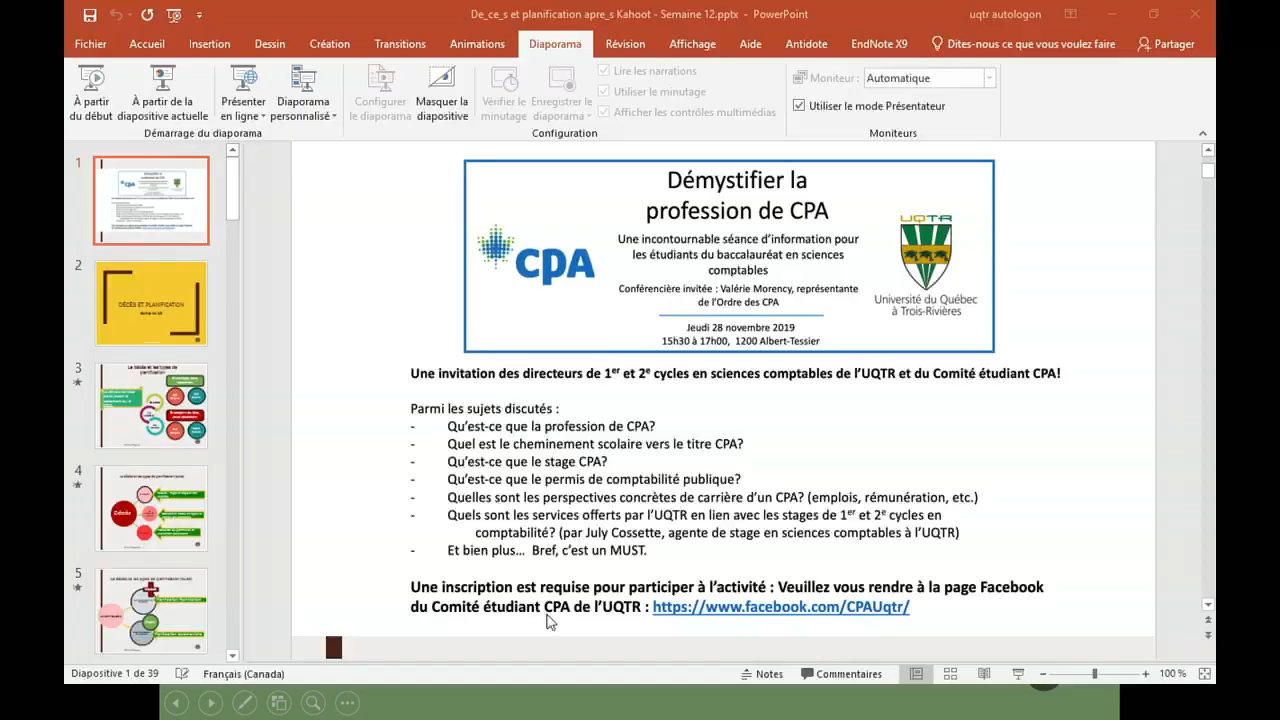 De_ce_s et planification apre_s Kahoot - Semaine 12.pptx - PowerPoint
uqtr autologon
Fichier Accueil Insertion Dessin Création Transitions Animations Diaporama Révision Affichage Aide Antidote EndNote X9 Dites-nous ce que vous voulez faire Partager
À partir du début
À partir de la diapositive actuelle
Présenter en ligne
Diaporama personnalisé
Configurer le diaporama
Masquer la diapositive
Vérifier le minutage
Enregistrer le diaporama
Lire les narrations
Utiliser le minutage
Afficher les contrôles multimédias
Moniteur : Automatique
Utiliser le mode Présentateur
Démarrage du diaporama
Configuration
Moniteurs
1
2
DÉCÈS ET PLANIFICATION
3
4
Décès
5
Démystifier la
profession de CPA
cpa
Une incontournable séance d'information pour
les étudiants du baccalauréat en sciences
comptables
Conférencière invitée : Valérie Morency, représentante
de l'Ordre des CPA
Jeudi 28 novembre 2019
15h30 à 17h00, 1200 Albert-Tessier
UQTR
Université du Québec
à Trois-Rivières
Une invitation des directeurs de 1er et 2e cycles en sciences comptables de l'UQTR et du Comité étudiant CPA!
Parmi les sujets discutés :
- Qu'est-ce que la profession de CPA?
- Quel est le cheminement scolaire vers le titre CPA?
- Qu'est-ce que le stage CPA?
- Qu'est-ce que le permis de comptabilité publique?
- Quelles sont les perspectives concrètes de carrière d'un CPA? (emplois, rémunération, etc.)
- Quels sont les services offerts par l'UQTR en lien avec les stages de 1er et 2e cycles en
comptabilité? (par July Cossette, agente de stage en sciences comptables à l'UQTR)
- Et bien plus… Bref, c'est un MUST.
Une inscription est requise pour participer à l'activité : Veuillez vous rendre à la page Facebook
du Comité étudiant CPA de l'UQTR : https://www.facebook.com/CPAUqtr/
Diapositive 1 de 39 Français (Canada) Notes Commentaires 100 %